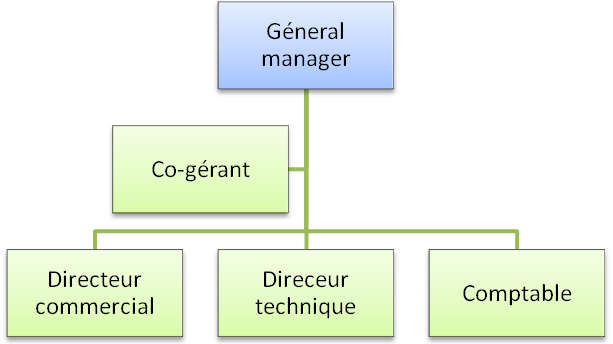 Géneral
manager
Co-gérant
Directeur
commercial
Direceur
technique
Comptable